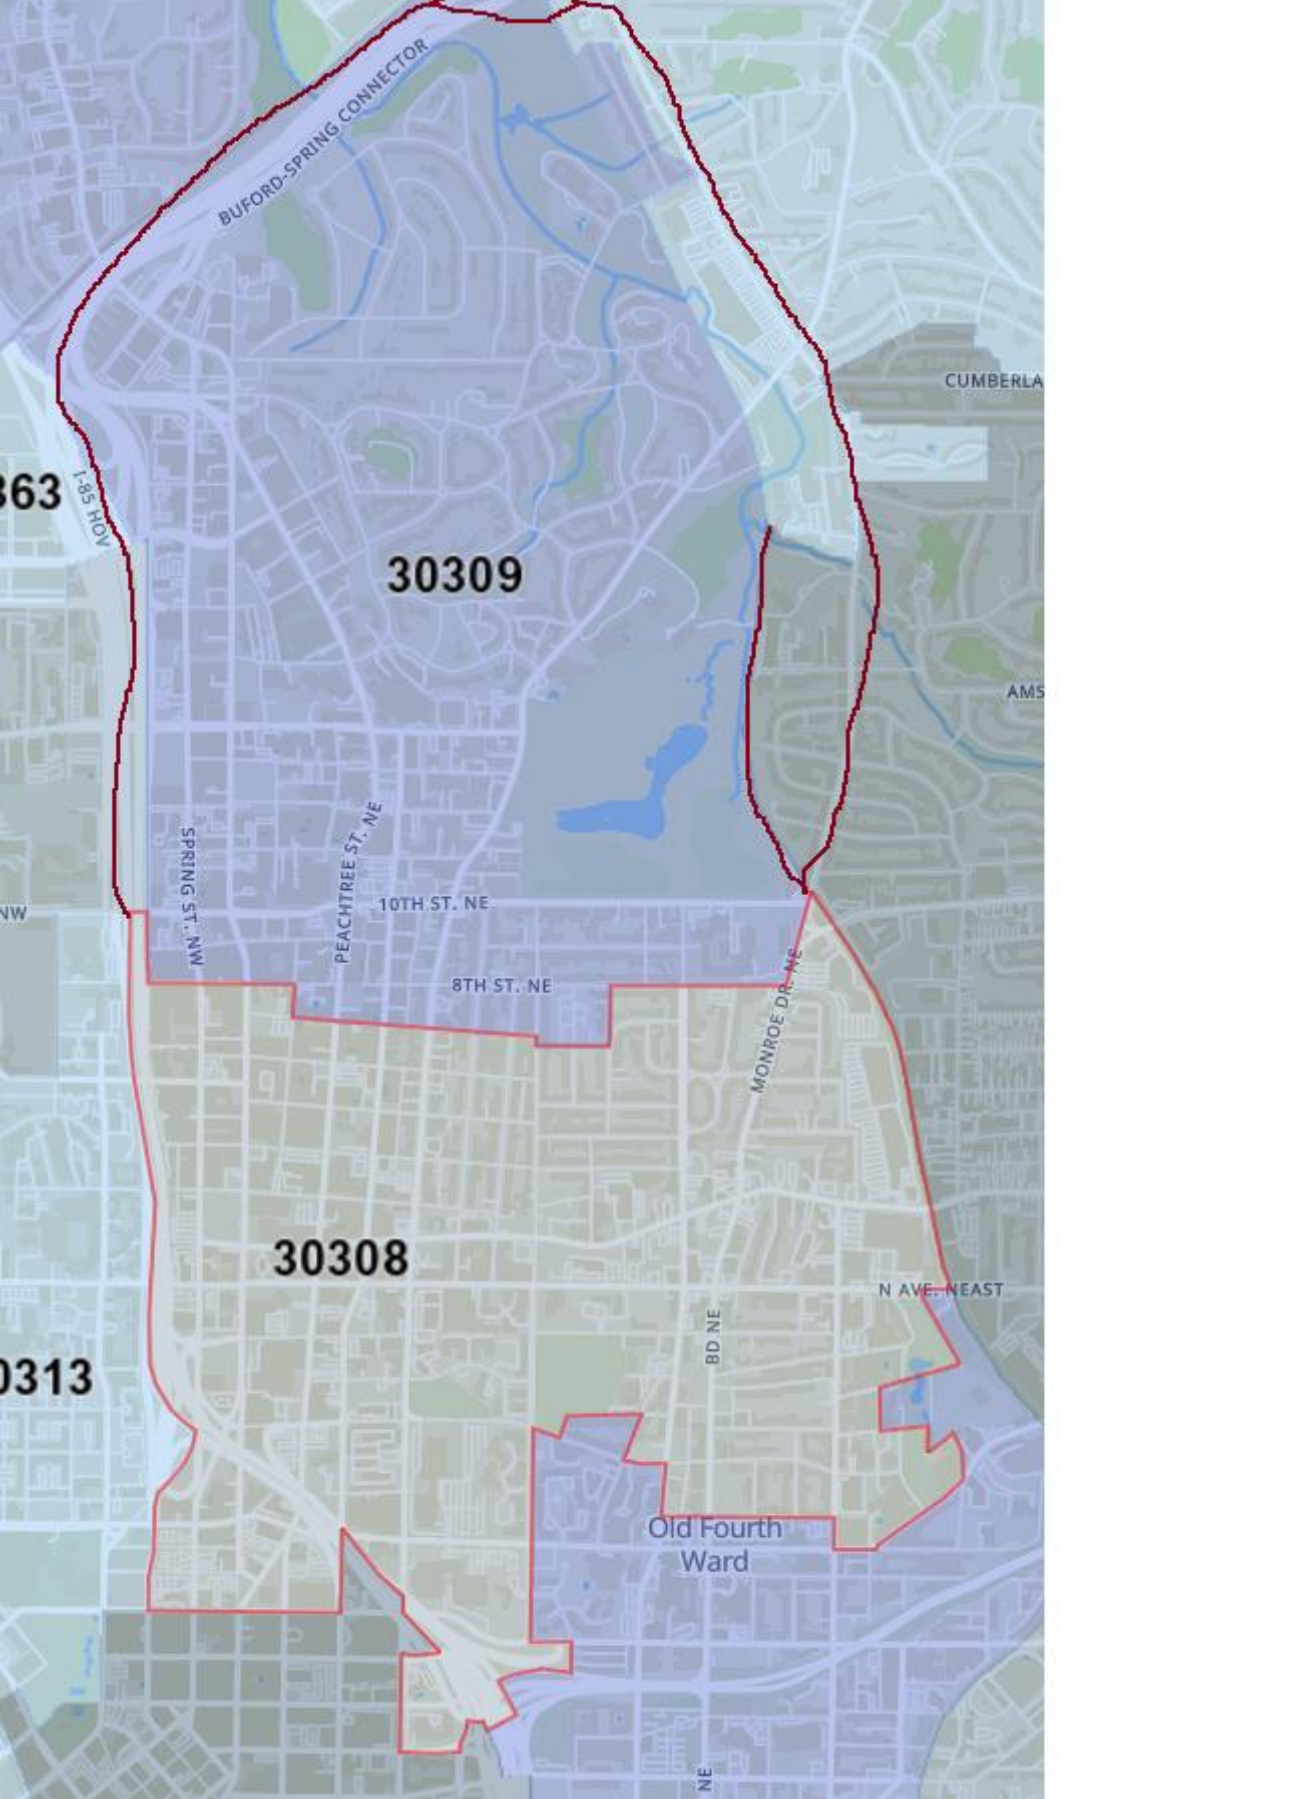 BUFORD-SPRING CONNECTOR
CUMBERLA
363
I-85 HOV
30309
AMS
SPRING ST. NW
PEACHTREE ST. NE
10TH ST. NE
NW
8TH ST. NE
MONROE DR. NE
30308
N AVE. NEAST
BD NE
0313
Old Fourth
Ward
NE